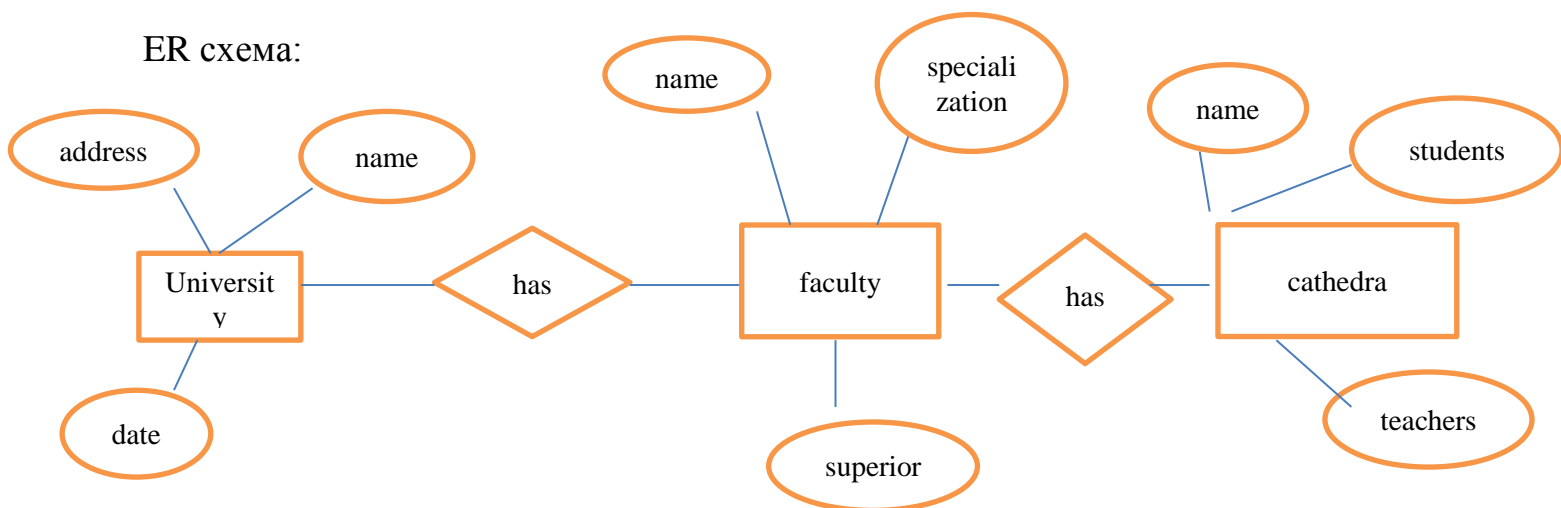 ER схема:
address
name
Universit
y
date
has
name
speciali
zation
faculty
superior
has
name
students
cathedra
teachers